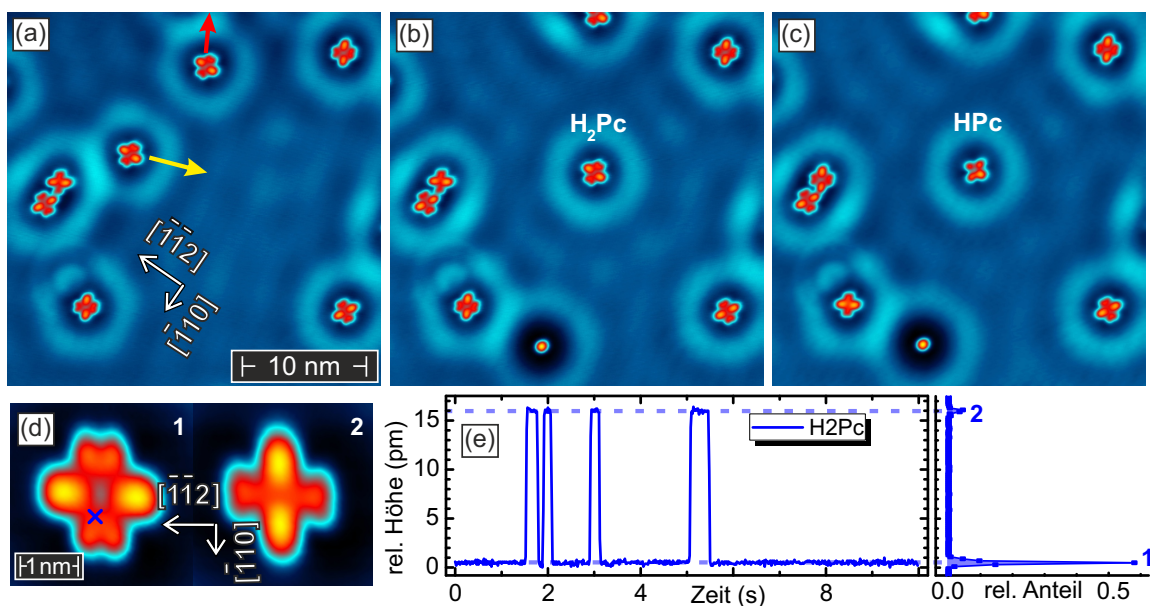 (a)
(b)
(c)
H₂Pc
HPc
[1̄1̄2]
[1̄10]
10 nm
(d)
1
2
[1̄1̄2]
[1̄10]
1 nm
(e)
H2Pc
rel. Höhe (pm)
15
10
5
0
0 2 4 6 8
Zeit (s)
2
1
0.0 0.5
rel. Anteil